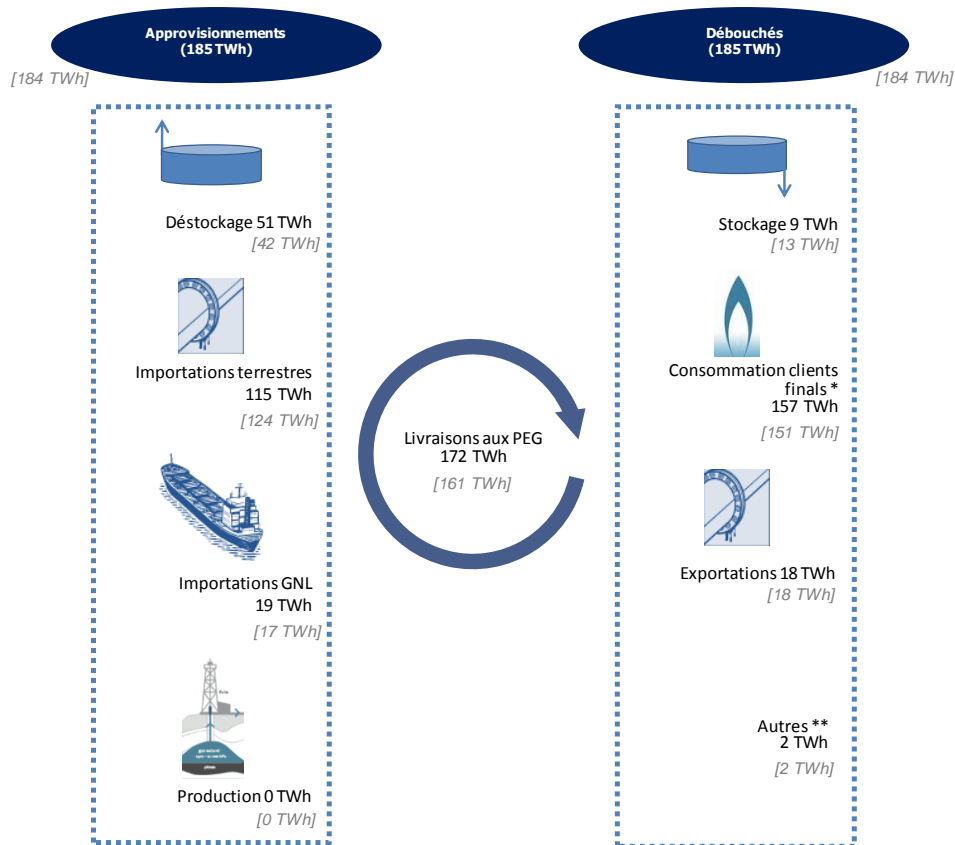 Approvisionnements
(185 TWh)
[184 TWh]
Déstockage 51 TWh
[42 TWh]
Importations terrestres
115 TWh
[124 TWh]
Importations GNL
19 TWh
[17 TWh]
Production 0 TWh
[0 TWh]
Livraisons aux PEG
172 TWh
[161 TWh]
Débouchés
(185 TWh)
[184 TWh]
Stockage 9 TWh
[13 TWh]
Consommation clients
finals *
157 TWh
[151 TWh]
Exportations 18 TWh
[18 TWh]
Autres **
2 TWh
[2 TWh]